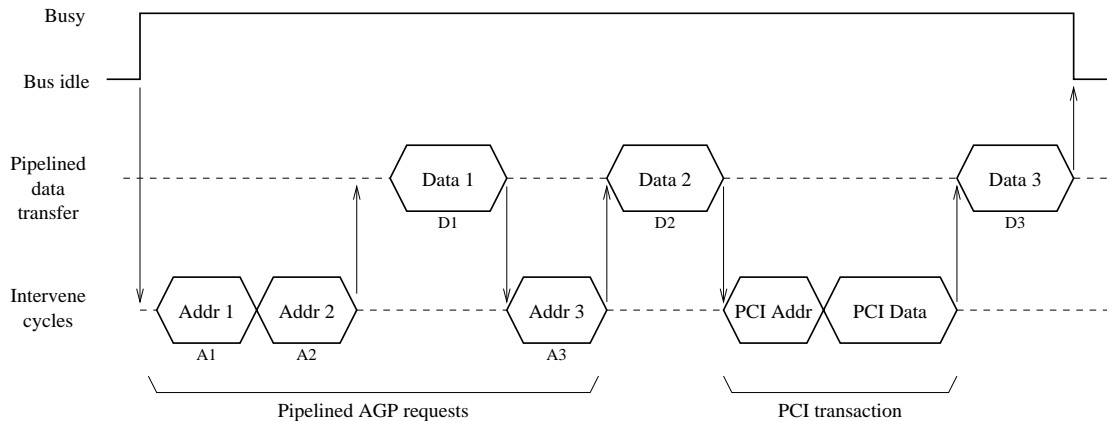 Busy
Bus idle
Pipelined
data
transfer
Data 1
Data 2
Data 3
D1
D2
D3
Intervene
cycles
Addr 1
Addr 2
Addr 3
PCI Addr
PCI Data
A1
A2
A3
Pipelined AGP requests
PCI transaction